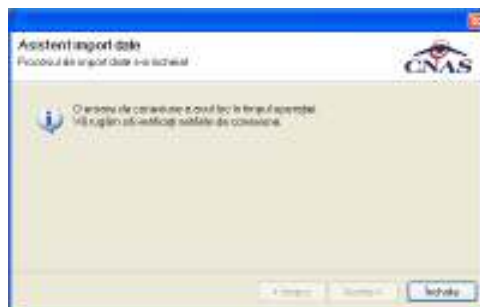 Asistent import date
Procesul de import date s-a încheiat
CNAS
O eroare de conexiune a avut loc în timpul operației.
Vă rugăm să verificați setările de conexiune.
Închide